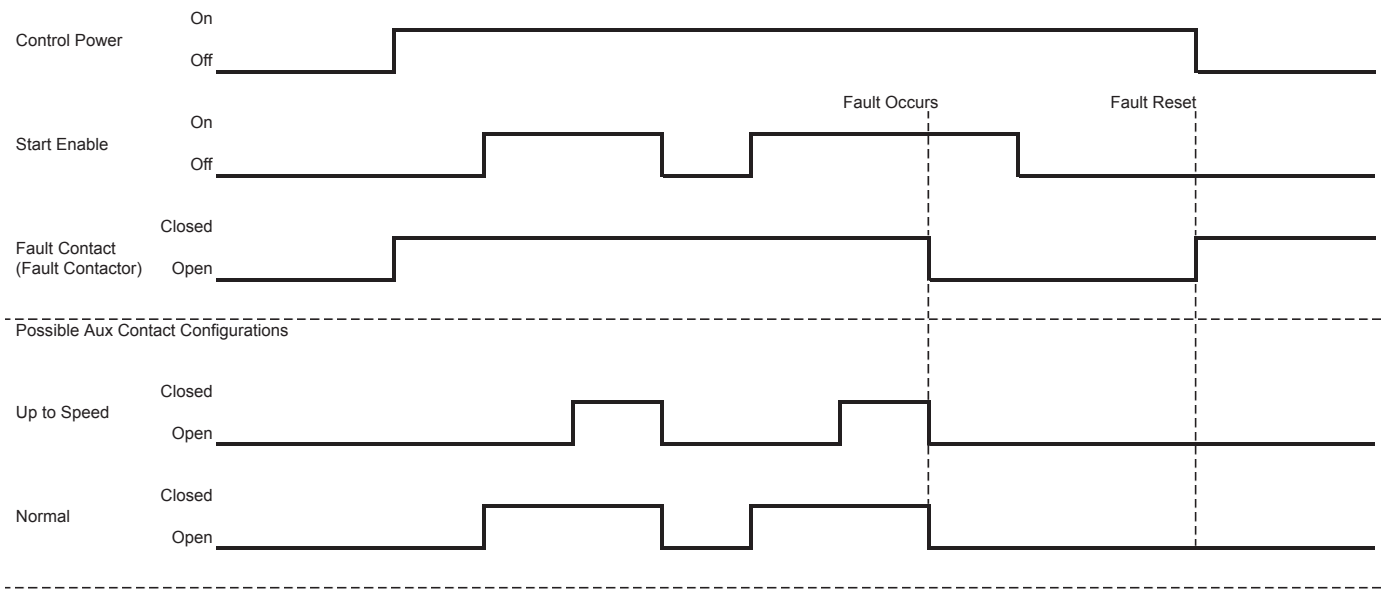 On
Control Power
Off
Fault Occurs
Fault Reset
On
Start Enable
Off
Closed
Fault Contact
(Fault Contactor)
Open
Possible Aux Contact Configurations
Closed
Up to Speed
Open
Closed
Normal
Open